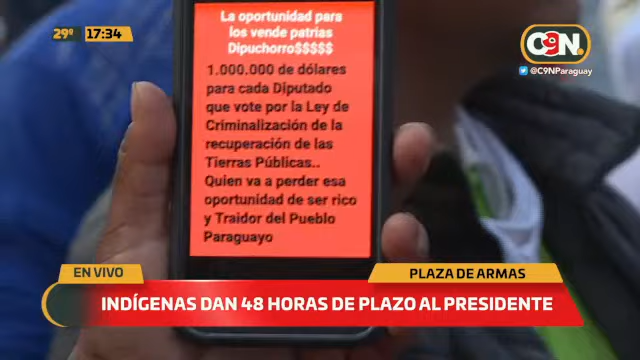 29º 17:34
C9N
@C9NParaguay
La oportunidad para
los vende patrias
Dipuchorro$$$$$
1.000.000 de dólares
para cada Diputado
que vote por la Ley de
Criminalización de la
recuperación de las
Tierras Públicas..
Quien va a perder esa
oportunidad de ser rico
y Traidor del Pueblo
Paraguayo
EN VIVO
PLAZA DE ARMAS
INDÍGENAS DAN 48 HORAS DE PLAZO AL PRESIDENTE